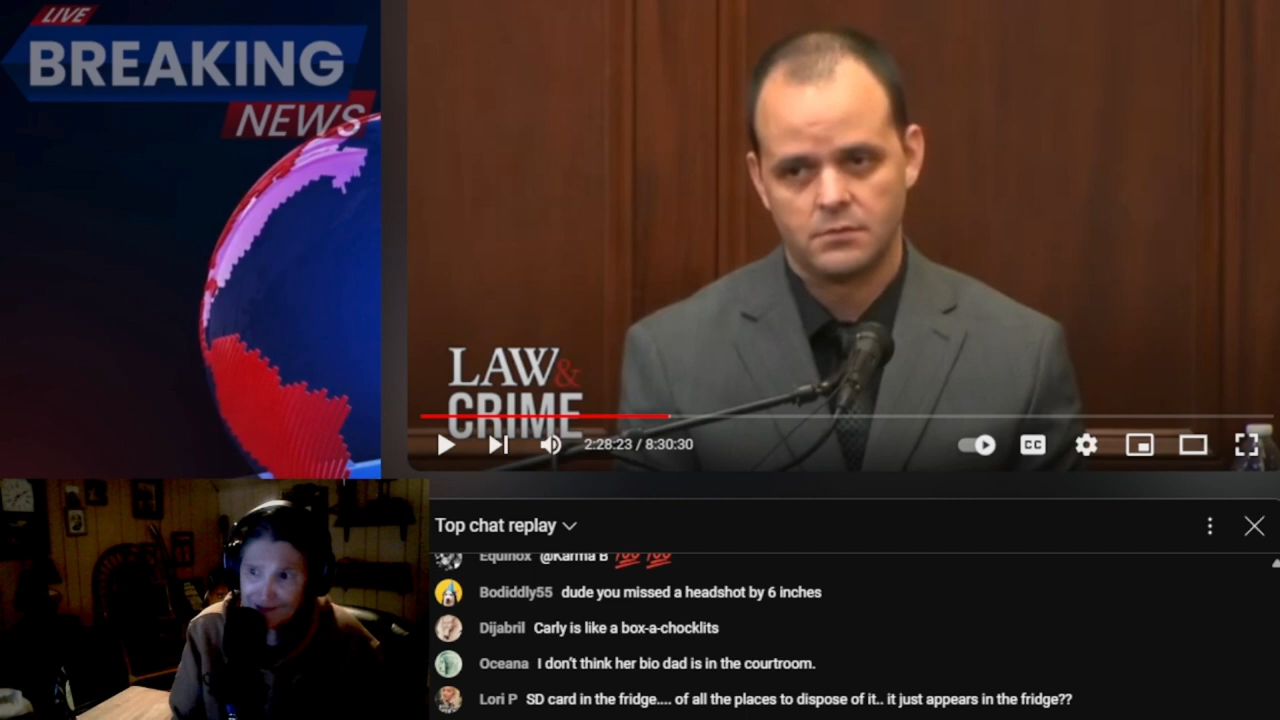 LIVE
BREAKING
NEWS
LAW&
CRIME
2:28:23 / 8:30:30
CC
Top chat replay
Equinox @Karma B 💯 💯
Bodiddly55 dude you missed a headshot by 6 inches
Dijabril Carly is like a box-a-chocklits
Oceana I don't think her bio dad is in the courtroom.
Lori P SD card in the fridge.... of all the places to dispose of it.. it just appears in the fridge??